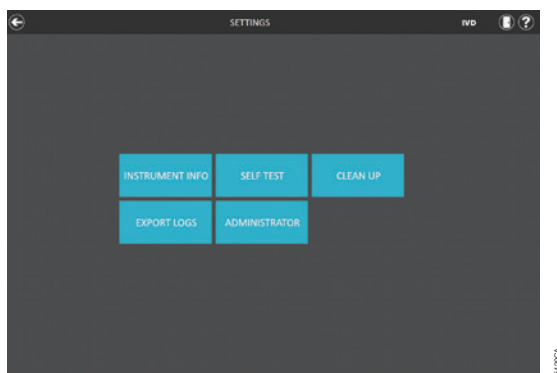 SETTINGS IVD ?
INSTRUMENT INFO SELF TEST CLEAN UP
EXPORT LOGS ADMINISTRATOR